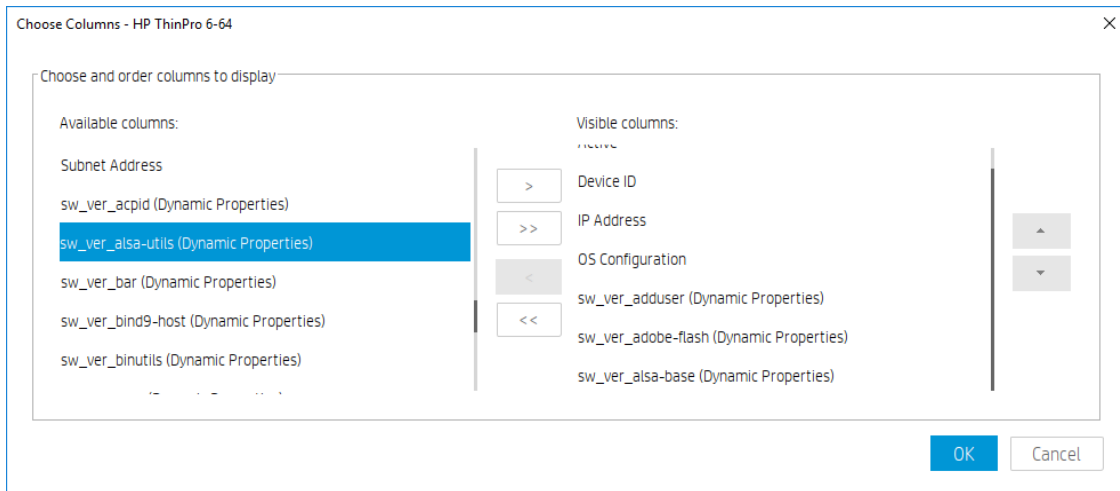 Choose Columns - HP ThinPro 6-64
Choose and order columns to display
Available columns:
Subnet Address
sw_ver_acpid (Dynamic Properties)
sw_ver_alsa-utils (Dynamic Properties)
sw_ver_bar (Dynamic Properties)
sw_ver_bind9-host (Dynamic Properties)
sw_ver_binutils (Dynamic Properties)
>
>>
<
<<
Visible columns:
Active
Device ID
IP Address
OS Configuration
sw_ver_adduser (Dynamic Properties)
sw_ver_adobe-flash (Dynamic Properties)
sw_ver_alsa-base (Dynamic Properties)
OK
Cancel